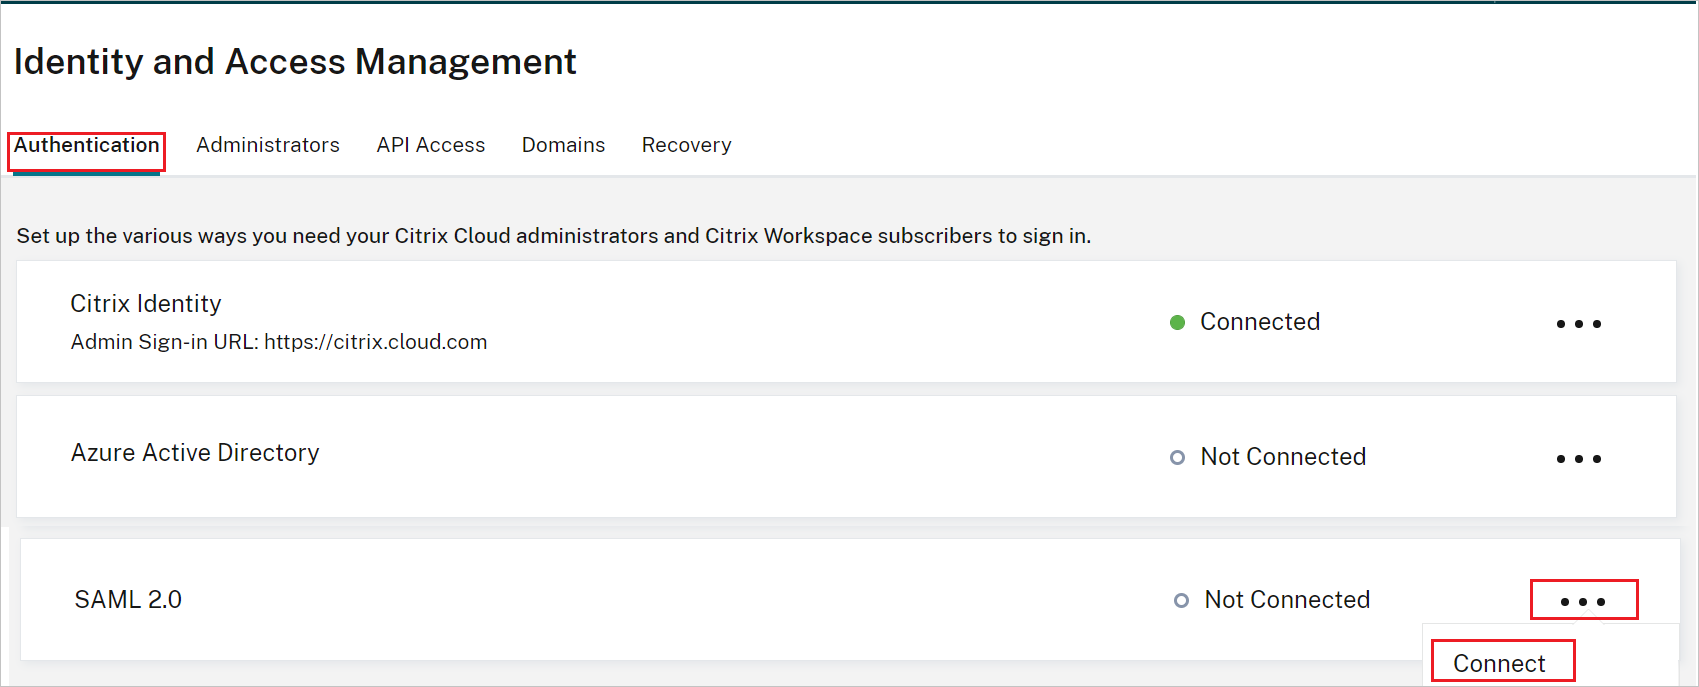 Identity and Access Management
Authentication Administrators API Access Domains Recovery
Set up the various ways you need your Citrix Cloud administrators and Citrix Workspace subscribers to sign in.
Citrix Identity
Connected
Admin Sign-in URL: https://citrix.cloud.com
Azure Active Directory
Not Connected
SAML 2.0
Not Connected
Connect